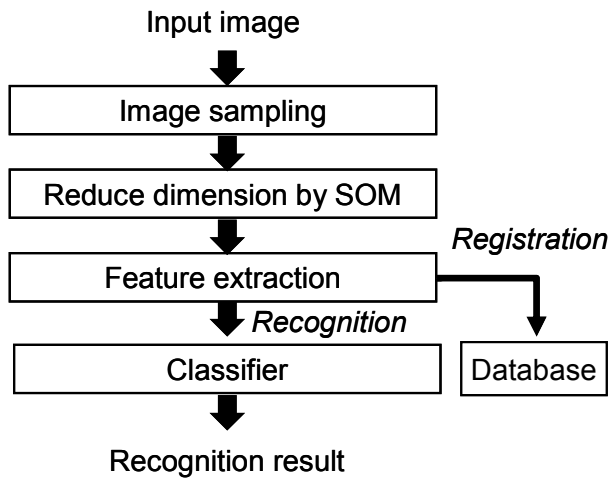 Input image
Image sampling
Reduce dimension by SOM
Registration
Feature extraction
Recognition
Classifier
Database
Recognition result